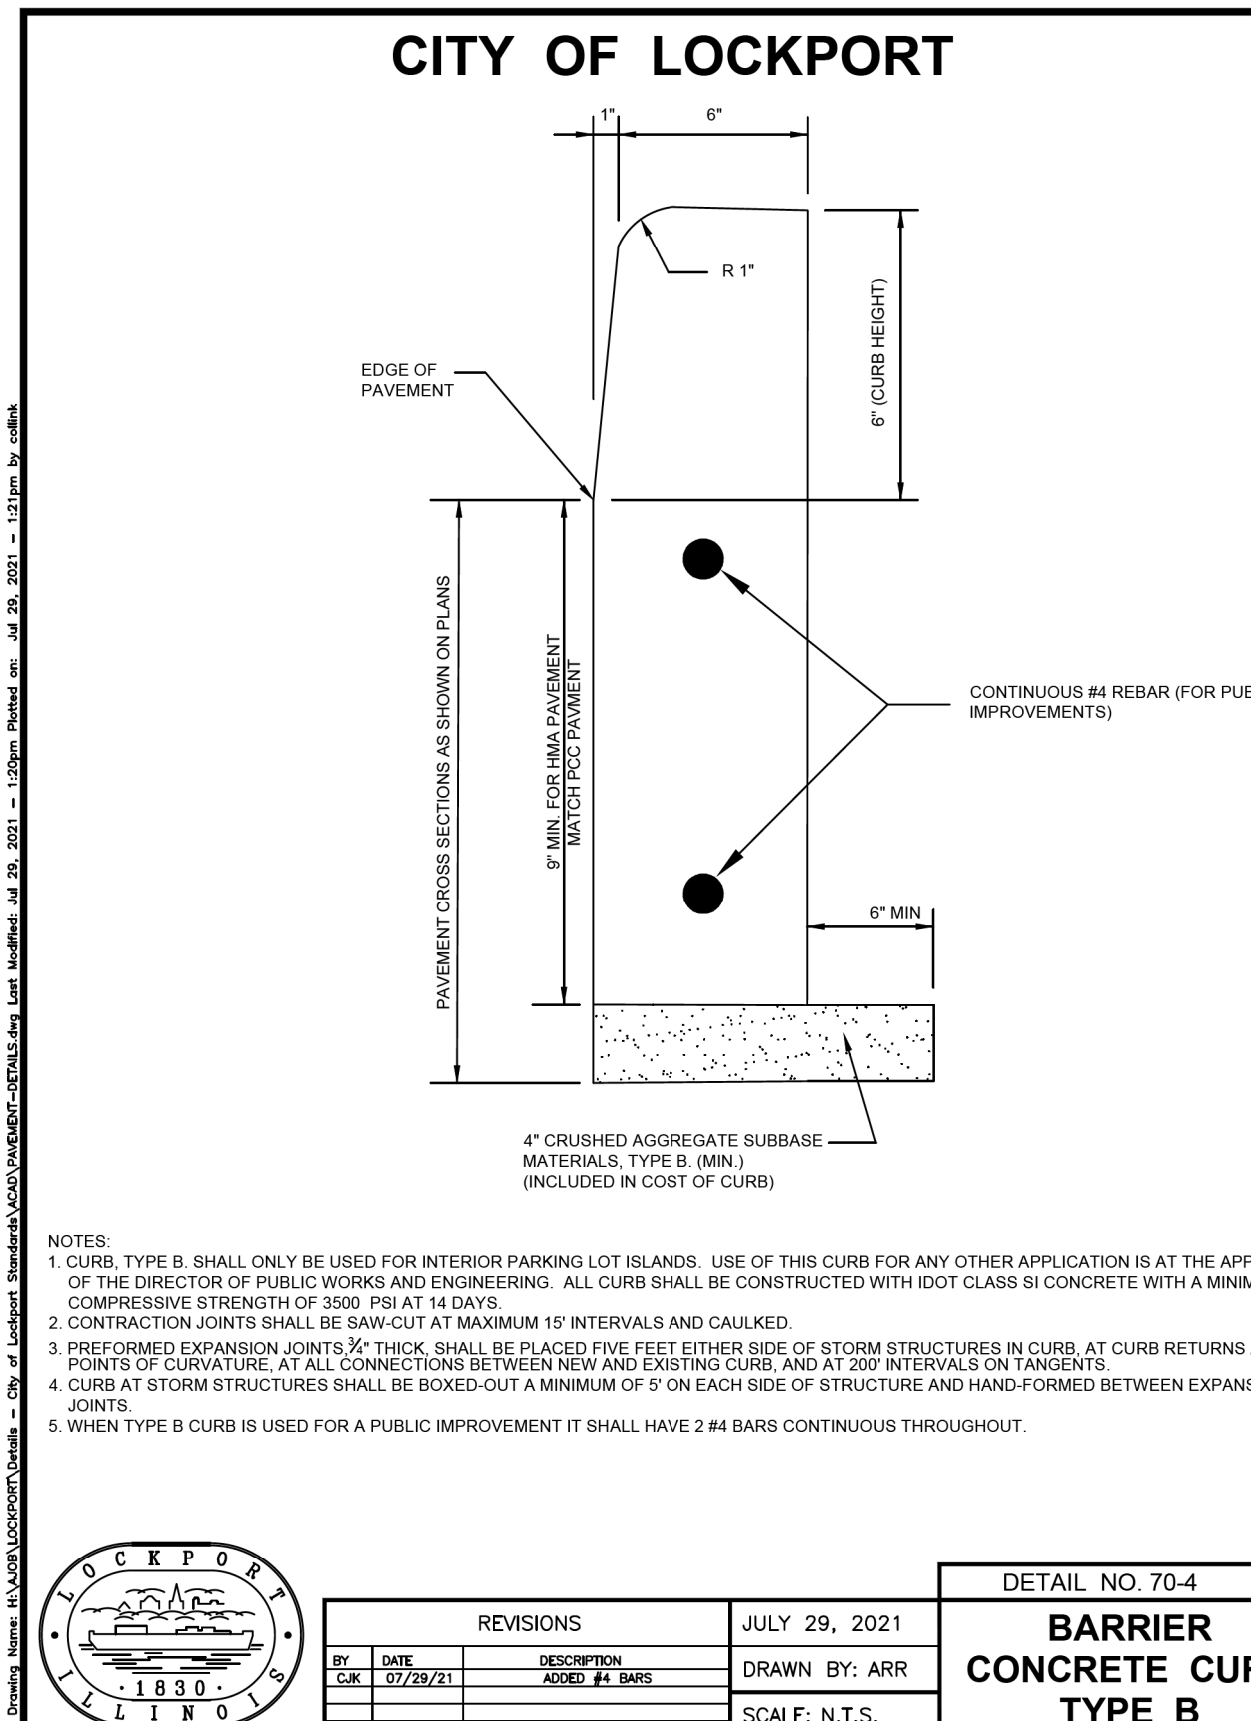 CITY OF LOCKPORT
1"
6"
R 1"
6" (CURB HEIGHT)
EDGE OF
PAVEMENT
PAVEMENT CROSS SECTIONS AS SHOWN ON PLANS
9" MIN. FOR HMA PAVEMENT
MATCH PCC PAVMENT
CONTINUOUS #4 REBAR (FOR
IMPROVEMENTS)
6" MIN
4" CRUSHED AGGREGATE SUBBASE
MATERIALS, TYPE B. (MIN.)
(INCLUDED IN COST OF CURB)
NOTES:
1. CURB, TYPE B. SHALL ONLY BE USED FOR INTERIOR PARKING LOT ISLANDS. USE OF THIS CURB FOR ANY OTHER APPLICATION IS AT THE
OF THE DIRECTOR OF PUBLIC WORKS AND ENGINEERING. ALL CURB SHALL BE CONSTRUCTED WITH IDOT CLASS SI CONCRETE WITH A
COMPRESSIVE STRENGTH OF 3500 PSI AT 14 DAYS.
2. CONTRACTION JOINTS SHALL BE SAW-CUT AT MAXIMUM 15' INTERVALS AND CAULKED.
3. PREFORMED EXPANSION JOINTS,¾" THICK, SHALL BE PLACED FIVE FEET EITHER SIDE OF STORM STRUCTURES IN CURB, AT CURB RETURNS
POINTS OF CURVATURE, AT ALL CONNECTIONS BETWEEN NEW AND EXISTING CURB, AND AT 200' INTERVALS ON TANGENTS.
4. CURB AT STORM STRUCTURES SHALL BE BOXED-OUT A MINIMUM OF 5' ON EACH SIDE OF STRUCTURE AND HAND-FORMED BETWEEN
JOINTS.
5. WHEN TYPE B CURB IS USED FOR A PUBLIC IMPROVEMENT IT SHALL HAVE 2 #4 BARS CONTINUOUS THROUGHOUT.
Drawing Name: H:\AJOB\LOCKPORT\Details - City of Lockport Standards\ACAD\PAVEMENT-DETAILS.dwg Last Modified: Jul 29, 2021 - 1:20pm Plotted on: Jul 29, 2021 - 1:21pm by collink
LOCKPORT
·1830·
ILLINOIS
REVISIONS
BY DATE DESCRIPTION
CJK 07/29/21 ADDED #4 BARS
JULY 29, 2021
DRAWN BY: ARR
SCALE: N.T.S.
DETAIL NO. 70-4
BARRIER
CONCRETE
TYPE B